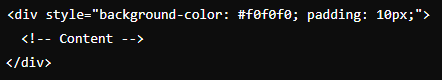 <div style="background-color: #f0f0f0; padding: 10px;">
  <!-- Content -->
</div>